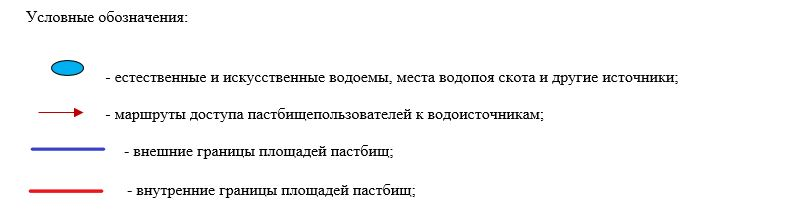 Условные обозначения:
- естественные и искусственные водоемы, места водопоя скота и другие источники;
- маршруты доступа пастбищепользователей к водоисточникам;
- внешние границы площадей пастбищ;
- внутренние границы площадей пастбищ;